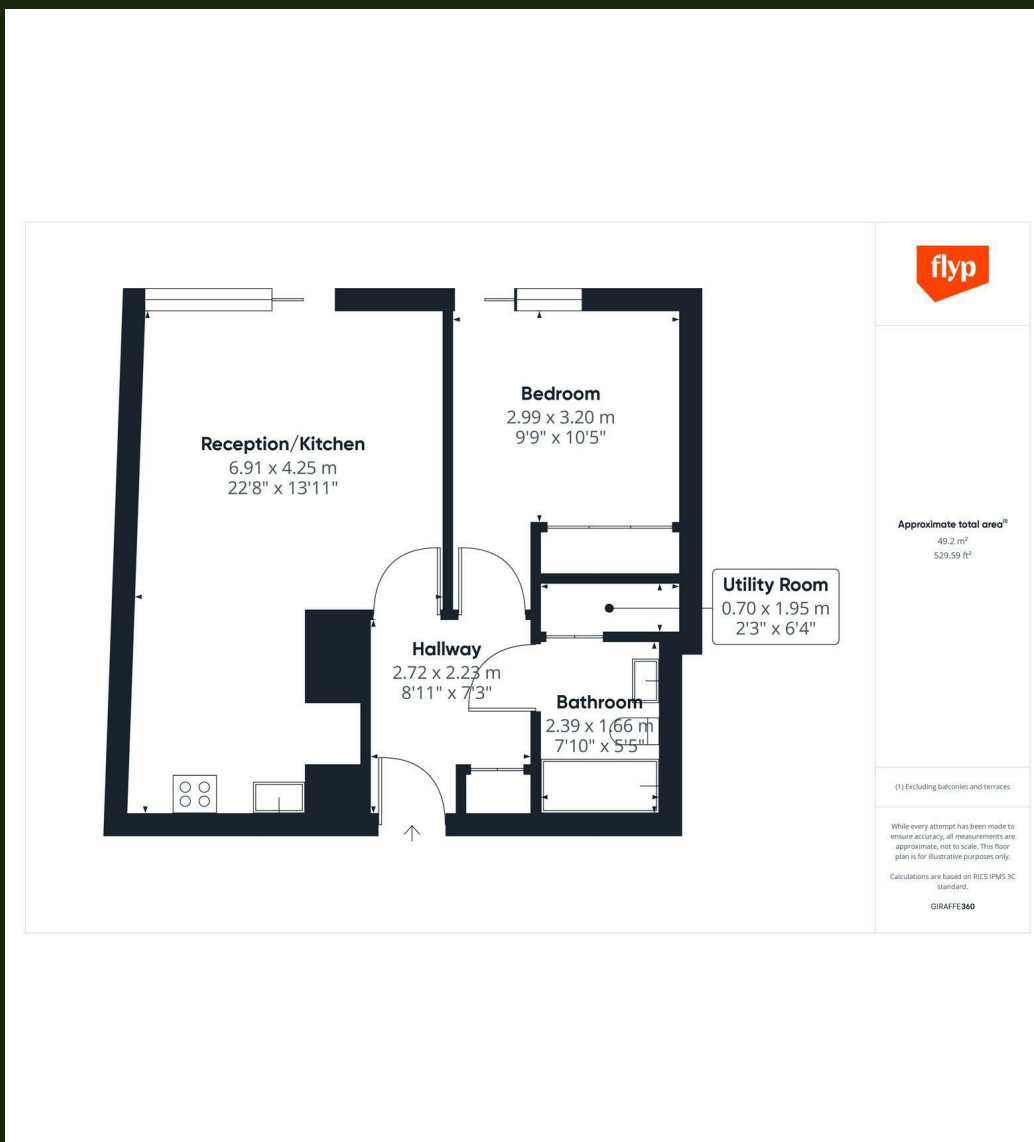 flyp
Reception/Kitchen
6.91 x 4.25 m
22'8" x 13'11"
Bedroom
2.99 x 3.20 m
9'9" x 10'5"
Utility Room
0.70 x 1.95 m
2'3" x 6'4"
Hallway
2.72 x 2.23 m
8'11" x 7'3"
Bathroom
2.39 x 1.66 m
7'10" x 5'5"
Approximate total area(1)
49.2 m²
529.59 ft²
(1) Excluding balconies and terraces
While every attempt has been made to
ensure accuracy, all measurements are
approximate, not to scale. This floor
plan is for illustrative purposes only.
Calculations are based on RICS IPMS 3C
standard.
GIRAFFE360